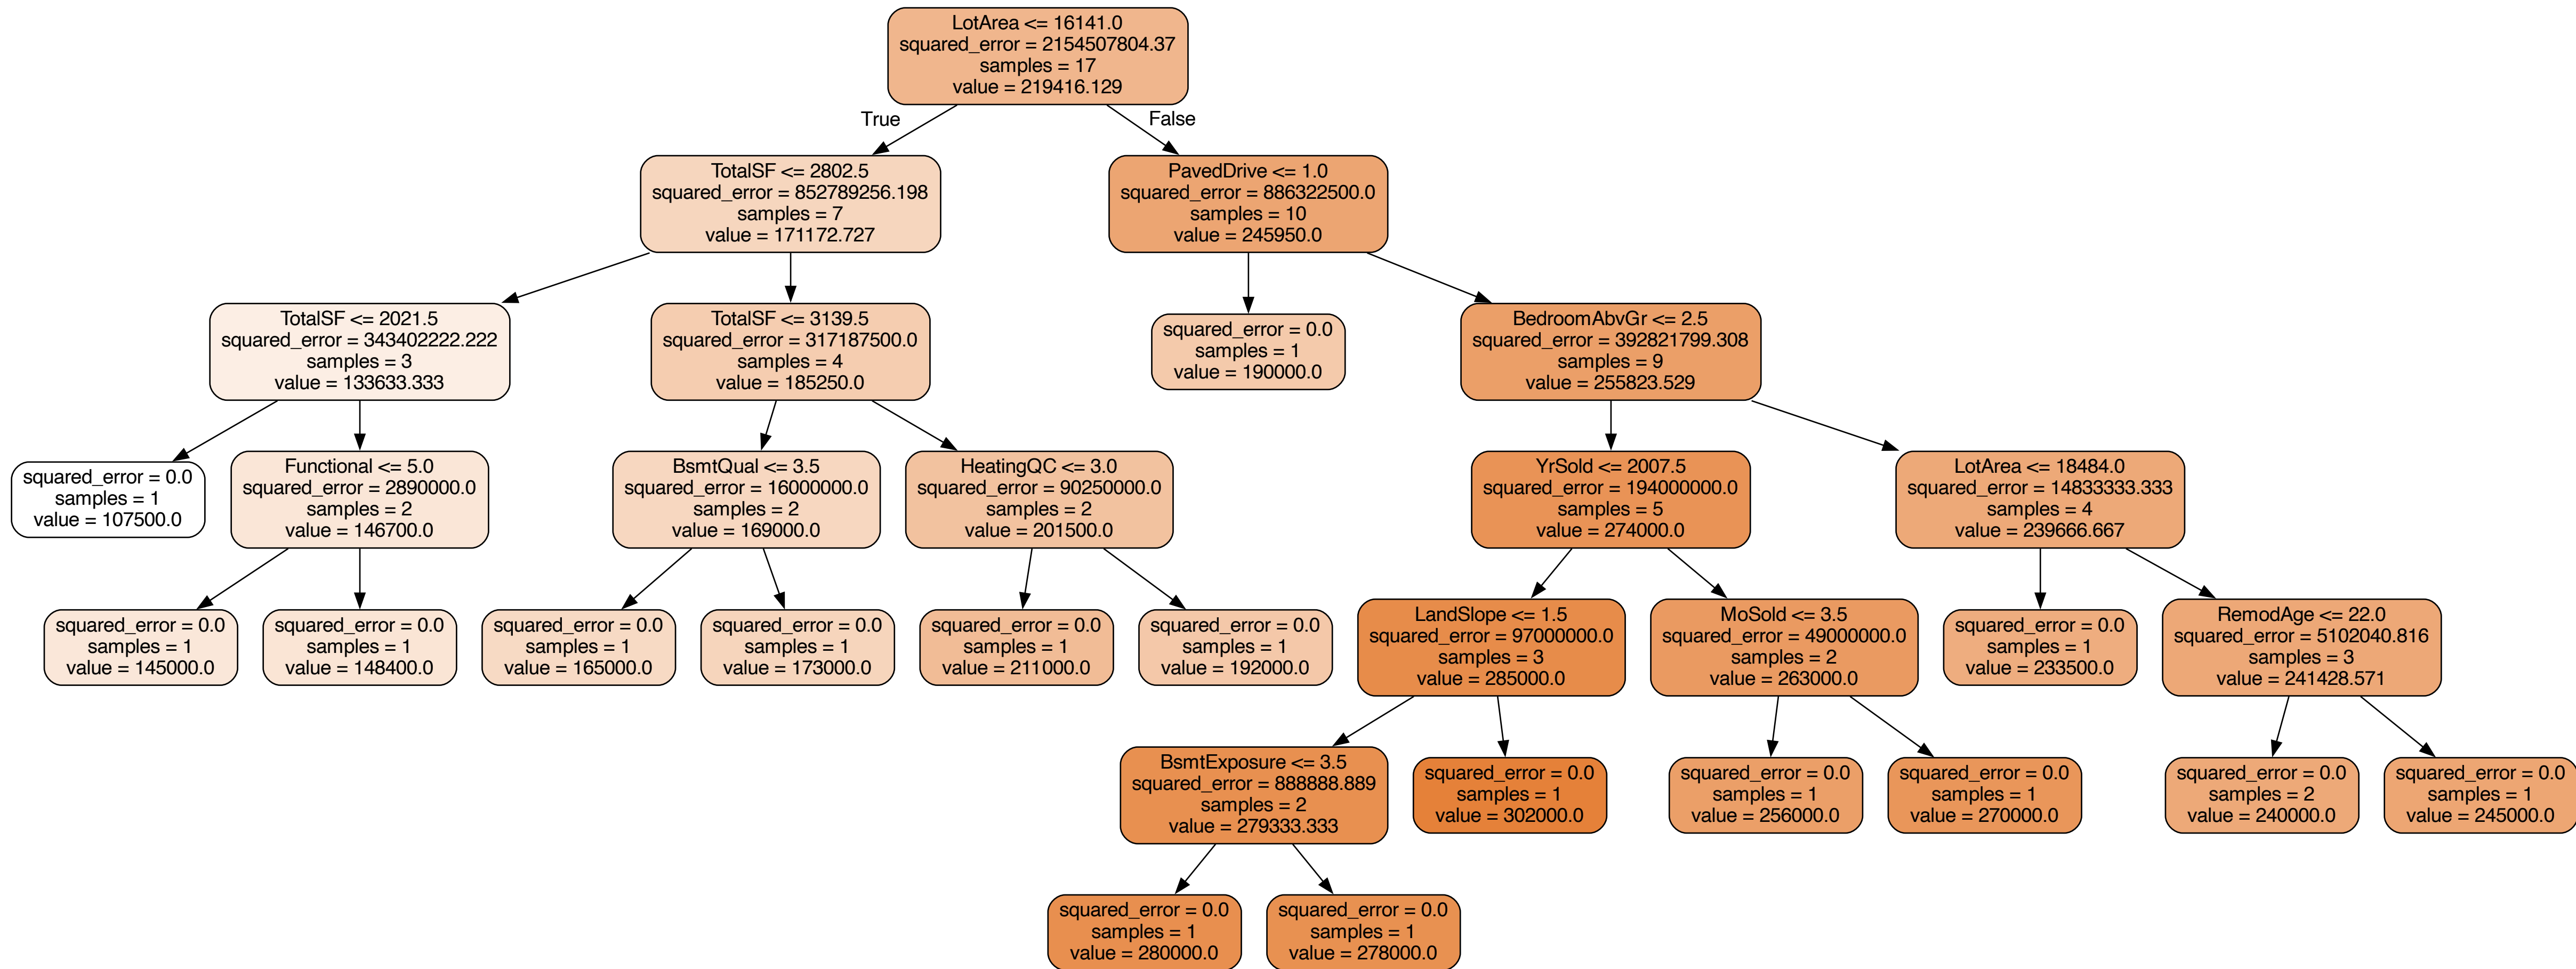 LotArea <= 16141.0
squared_error = 2154507804.37
samples = 17
value = 219416.129
True
False
TotalSF <= 2802.5
squared_error = 852789256.198
samples = 7
value = 171172.727
PavedDrive <= 1.0
squared_error = 886322500.0
samples = 10
value = 245950.0
TotalSF <= 2021.5
squared_error = 343402222.222
samples = 3
value = 133633.333
TotalSF <= 3139.5
squared_error = 317187500.0
samples = 4
value = 185250.0
squared_error = 0.0
samples = 1
value = 190000.0
BedroomAbvGr <= 2.5
squared_error = 392821799.308
samples = 9
value = 255823.529
squared_error = 0.0
samples = 1
value = 107500.0
Functional <= 5.0
squared_error = 2890000.0
samples = 2
value = 146700.0
BsmtQual <= 3.5
squared_error = 16000000.0
samples = 2
value = 169000.0
HeatingQC <= 3.0
squared_error = 90250000.0
samples = 2
value = 201500.0
YrSold <= 2007.5
squared_error = 194000000.0
samples = 5
value = 274000.0
LotArea <= 18484.0
squared_error = 14833333.333
samples = 4
value = 239666.667
squared_error = 0.0
samples = 1
value = 145000.0
squared_error = 0.0
samples = 1
value = 148400.0
squared_error = 0.0
samples = 1
value = 165000.0
squared_error = 0.0
samples = 1
value = 173000.0
squared_error = 0.0
samples = 1
value = 211000.0
squared_error = 0.0
samples = 1
value = 192000.0
LandSlope <= 1.5
squared_error = 97000000.0
samples = 3
value = 285000.0
MoSold <= 3.5
squared_error = 49000000.0
samples = 2
value = 263000.0
squared_error = 0.0
samples = 1
value = 233500.0
RemodAge <= 22.0
squared_error = 5102040.816
samples = 3
value = 241428.571
BsmtExposure <= 3.5
squared_error = 888888.889
samples = 2
value = 279333.333
squared_error = 0.0
samples = 1
value = 302000.0
squared_error = 0.0
samples = 1
value = 256000.0
squared_error = 0.0
samples = 1
value = 270000.0
squared_error = 0.0
samples = 2
value = 240000.0
squared_error = 0.0
samples = 1
value = 245000.0
squared_error = 0.0
samples = 1
value = 280000.0
squared_error = 0.0
samples = 1
value = 278000.0